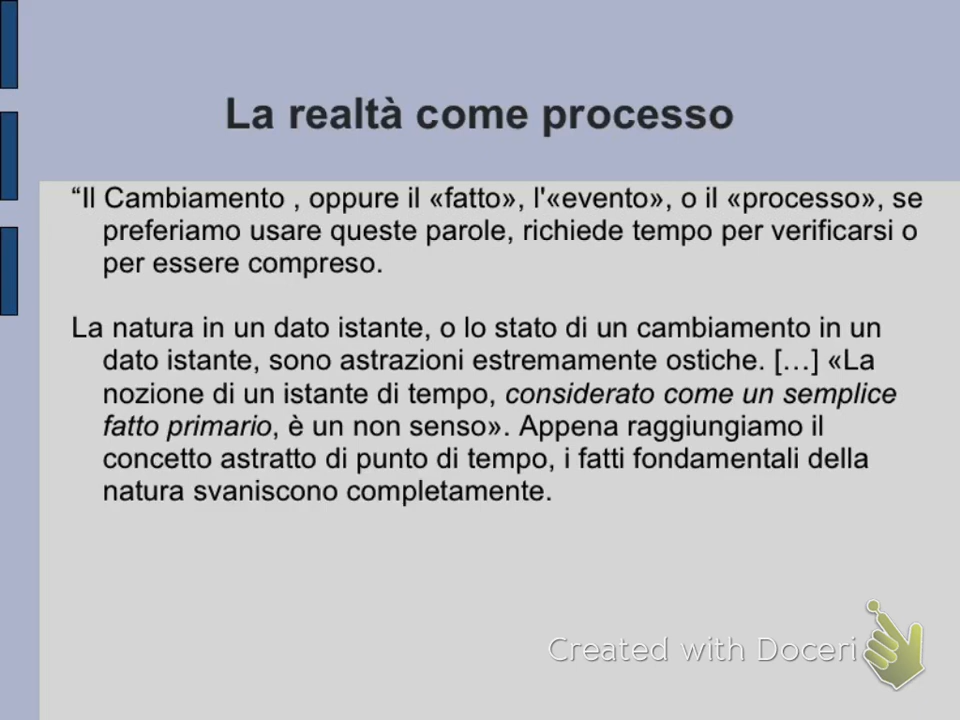 La realtà come processo
“Il Cambiamento , oppure il «fatto», l'«evento», o il «processo», se
preferiamo usare queste parole, richiede tempo per verificarsi o
per essere compreso.
La natura in un dato istante, o lo stato di un cambiamento in un
dato istante, sono astrazioni estremamente ostiche. […] «La
nozione di un istante di tempo, considerato come un semplice
fatto primario, è un non senso». Appena raggiungiamo il
concetto astratto di punto di tempo, i fatti fondamentali della
natura svaniscono completamente.
Created with Doceri